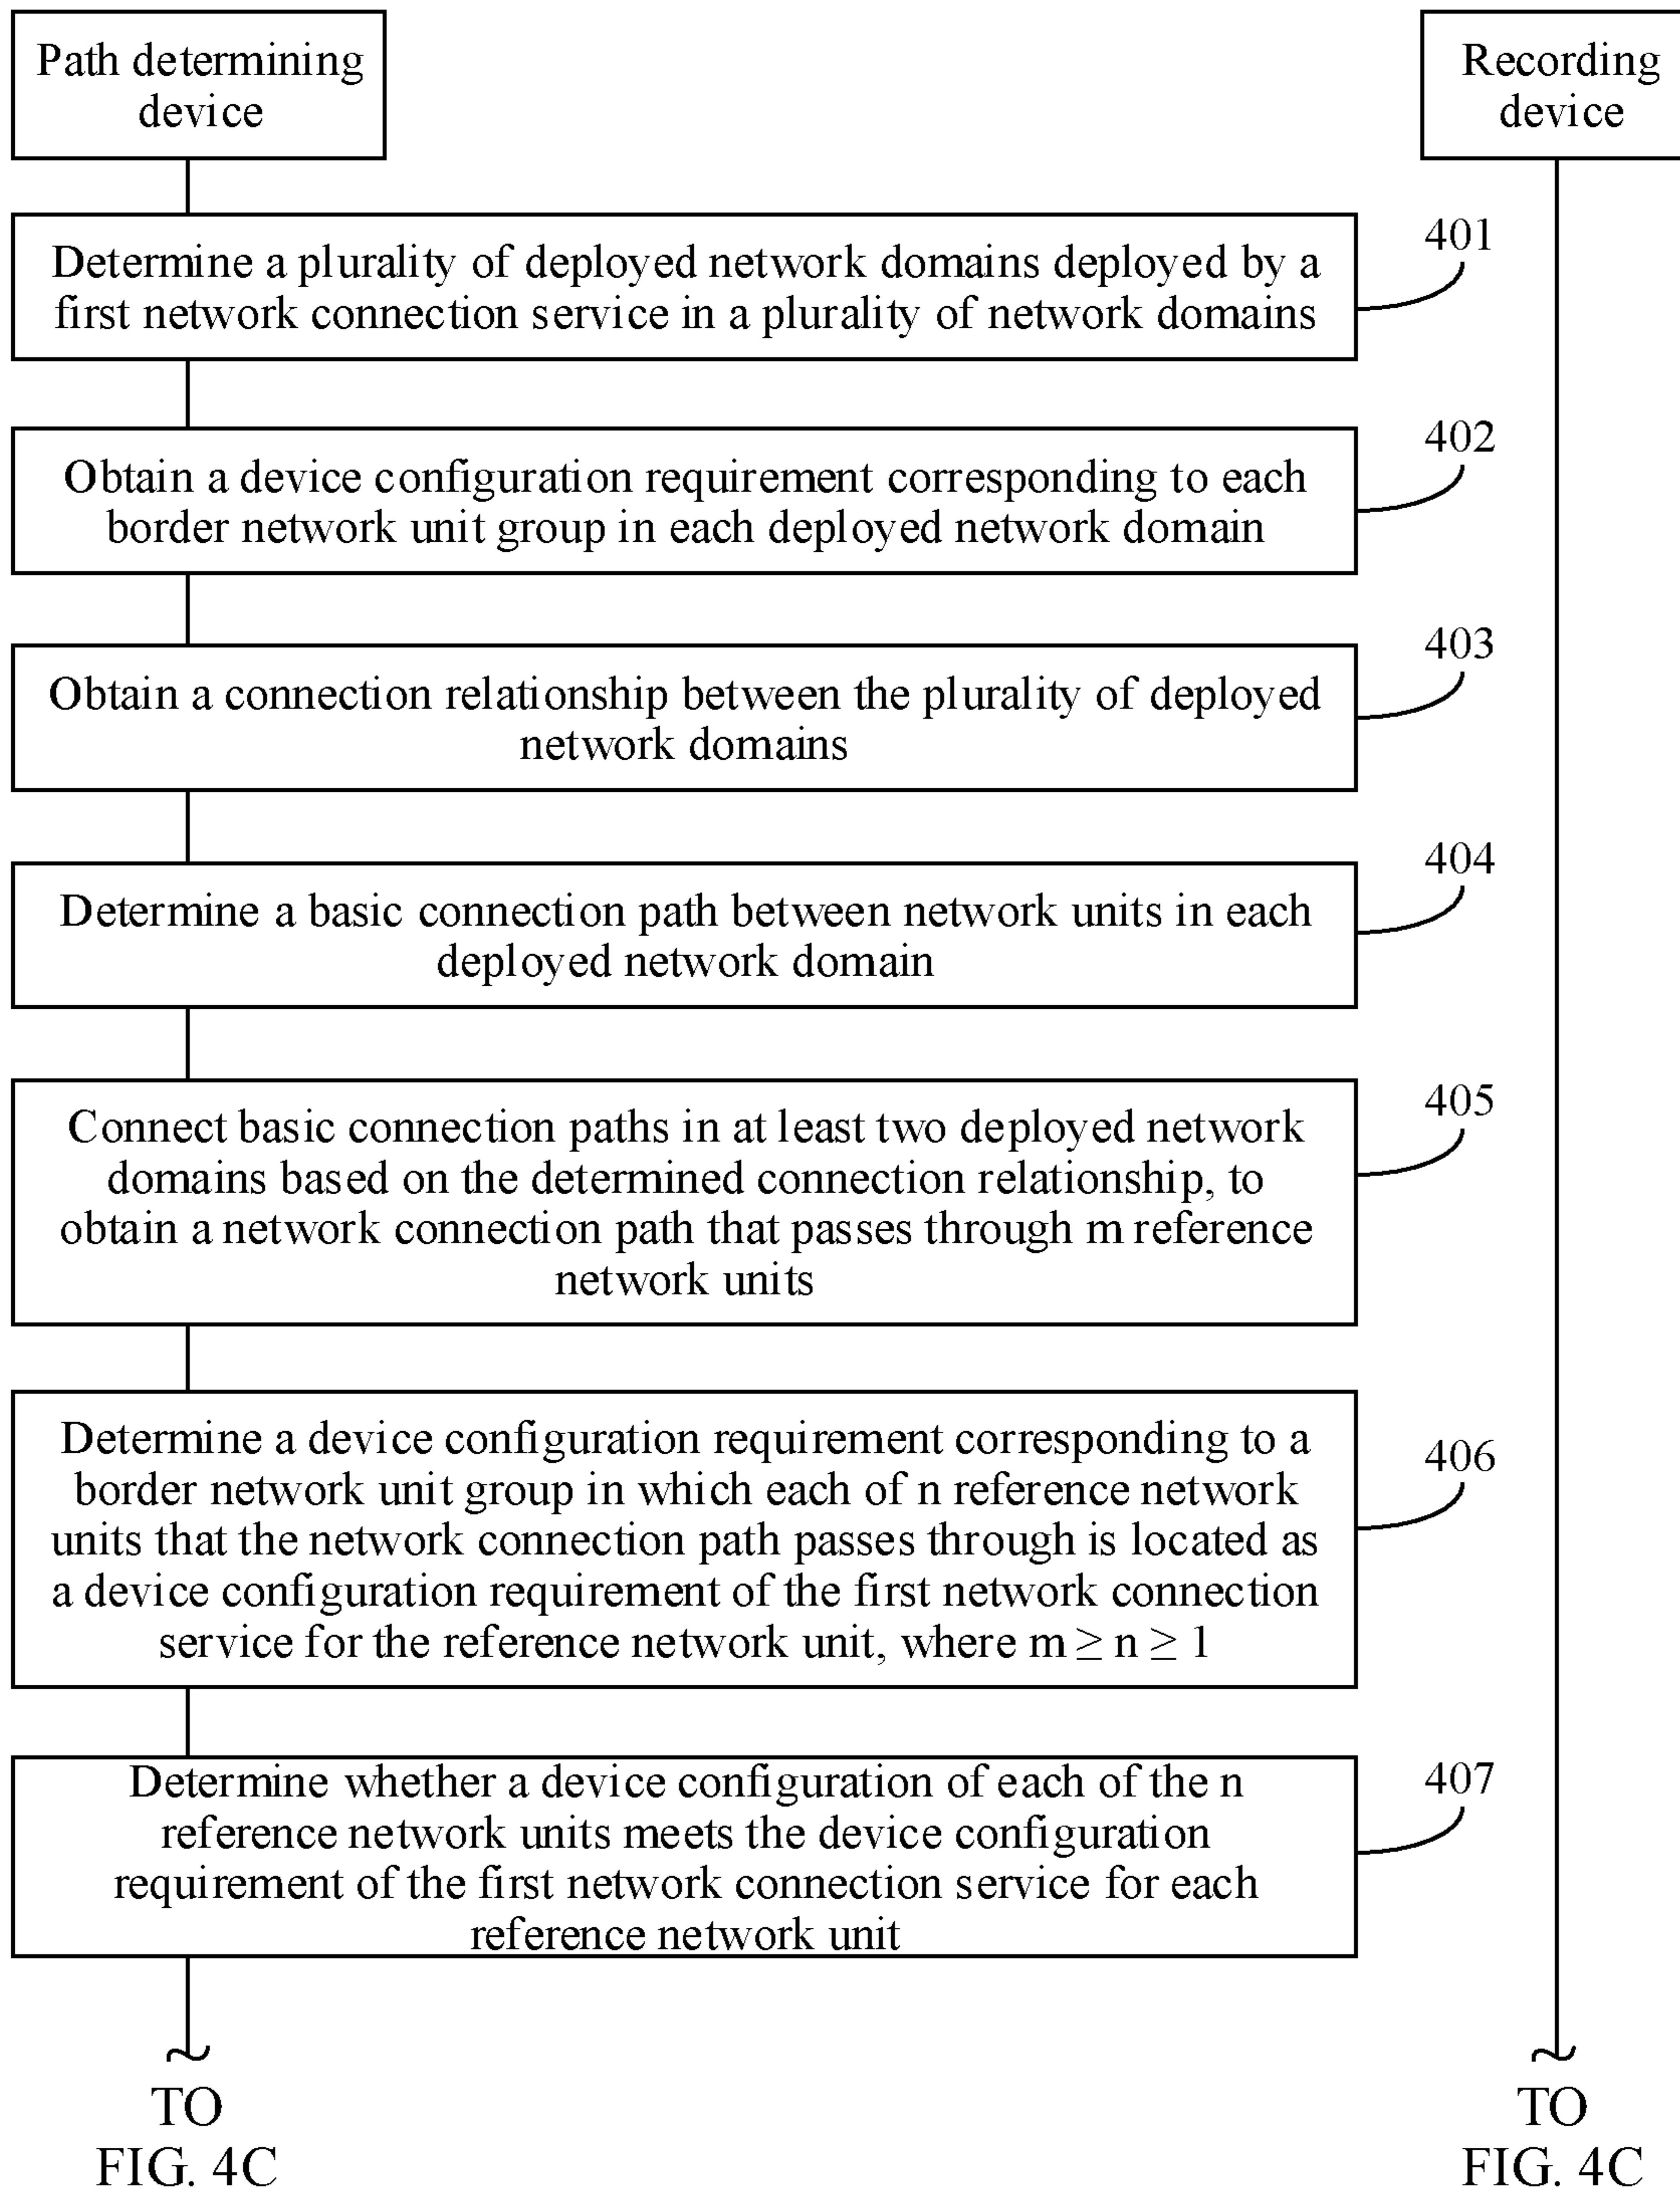 Path determining
device
Recording
device
401
Determine a plurality of deployed network domains deployed by a
first network connection service in a plurality of network domains
402
Obtain a device configuration requirement corresponding to each
border network unit group in each deployed network domain
403
Obtain a connection relationship between the plurality of deployed
network domains
404
Determine a basic connection path between network units in each
deployed network domain
405
Connect basic connection paths in at least two deployed network
domains based on the determined connection relationship, to
obtain a network connection path that passes through m reference
network units
406
Determine a device configuration requirement corresponding to a
border network unit group in which each of n reference network
units that the network connection path passes through is located as
a device configuration requirement of the first network connection
service for the reference network unit, where m ≥ n ≥ 1
407
Determine whether a device configuration of each of the n
reference network units meets the device configuration
requirement of the first network connection service for each
reference network unit
TO
FIG. 4C
TO
FIG. 4C